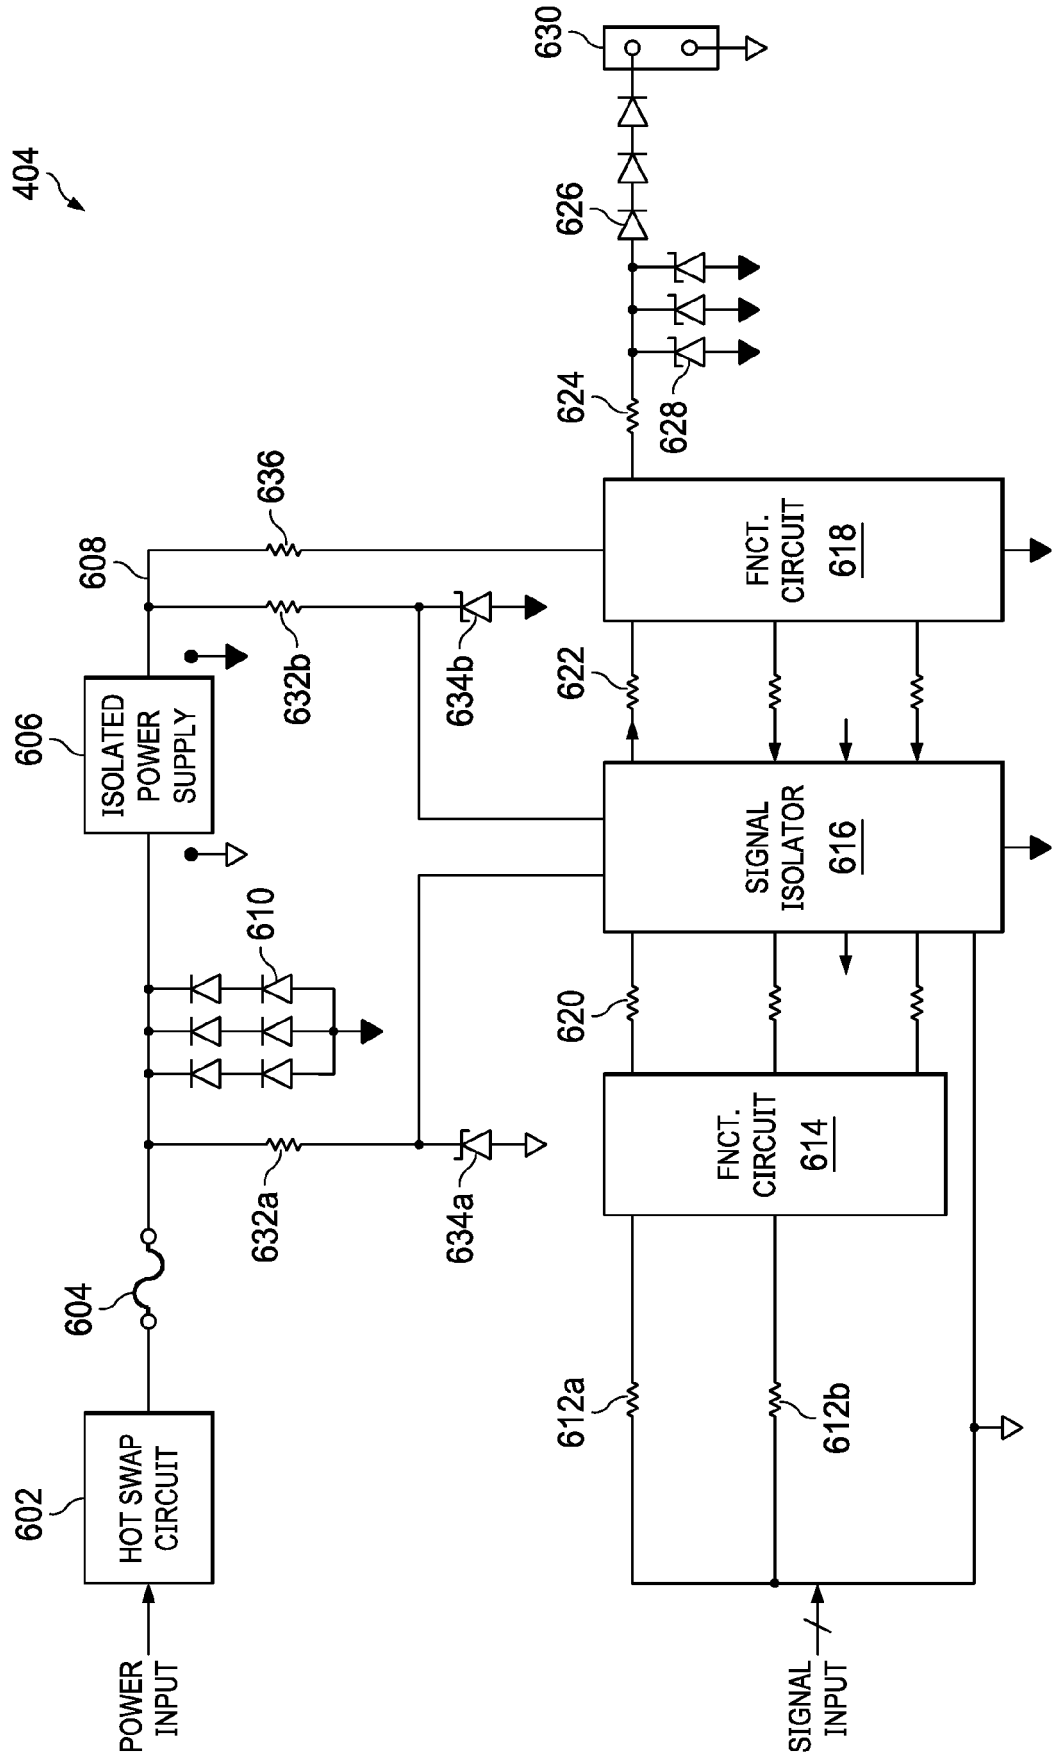 404
POWER
INPUT
602
HOT SWAP
CIRCUIT
604
606
ISOLATED
POWER
SUPPLY
608
610
632a
634a
632b
634b
636
SIGNAL
INPUT
612a
612b
FNCT.
CIRCUIT
614
620
SIGNAL
ISOLATOR
616
622
FNCT.
CIRCUIT
618
624
628
626
630